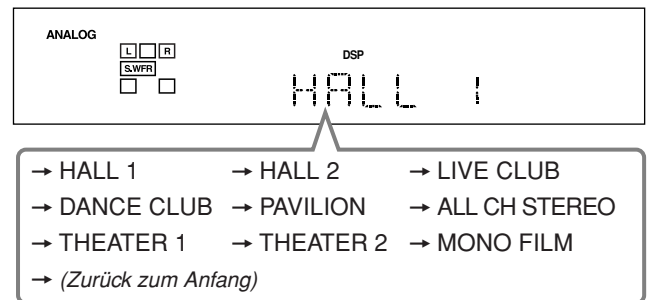 ANALOG
L R
DSP
S.WFR
HALL 1
→ HALL 1 → HALL 2 → LIVE CLUB
→ DANCE CLUB → PAVILION → ALL CH STEREO
→ THEATER 1 → THEATER 2 → MONO FILM
→ (Zurück zum Anfang)